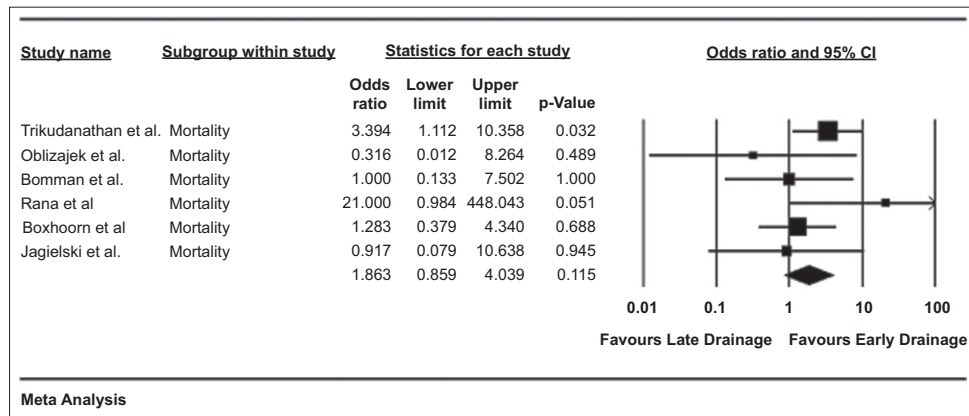 Study name Subgroup within study Statistics for each study Odds ratio and 95% CI
Odds ratio Lower limit Upper limit p-Value
Trikudanathan et al. Mortality 3.394 1.112 10.358 0.032
Oblizajek et al. Mortality 0.316 0.012 8.264 0.489
Bomman et al. Mortality 1.000 0.133 7.502 1.000
Rana et al Mortality 21.000 0.984 448.043 0.051
Boxhoorn et al Mortality 1.283 0.379 4.340 0.688
Jagielski et al. Mortality 0.917 0.079 10.638 0.945
1.863 0.859 4.039 0.115
0.01 0.1 1 10 100
Favours Late Drainage Favours Early Drainage
Meta Analysis